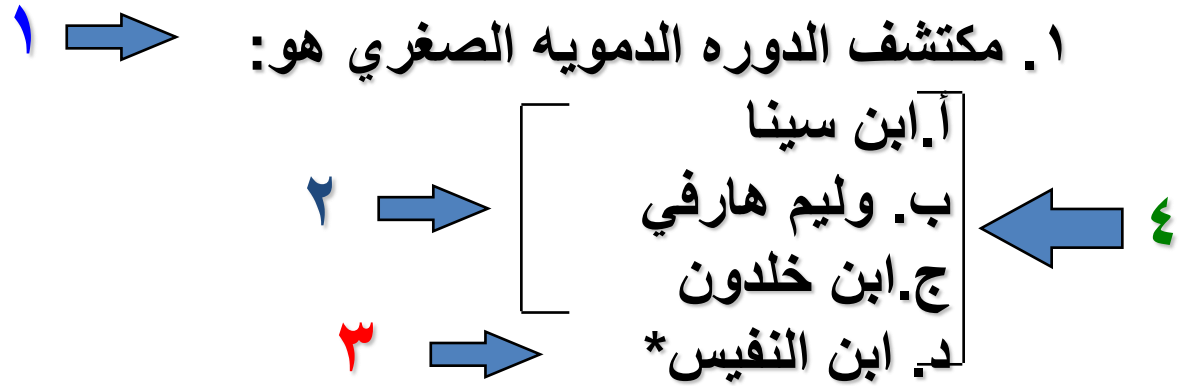 ١
١. مكتشف الدوره الدمويه الصغري هو:
أ.ابن سينا
٢
ب. وليم هارفي
٤
ج.ابن خلدون
٣
د. ابن النفيس*